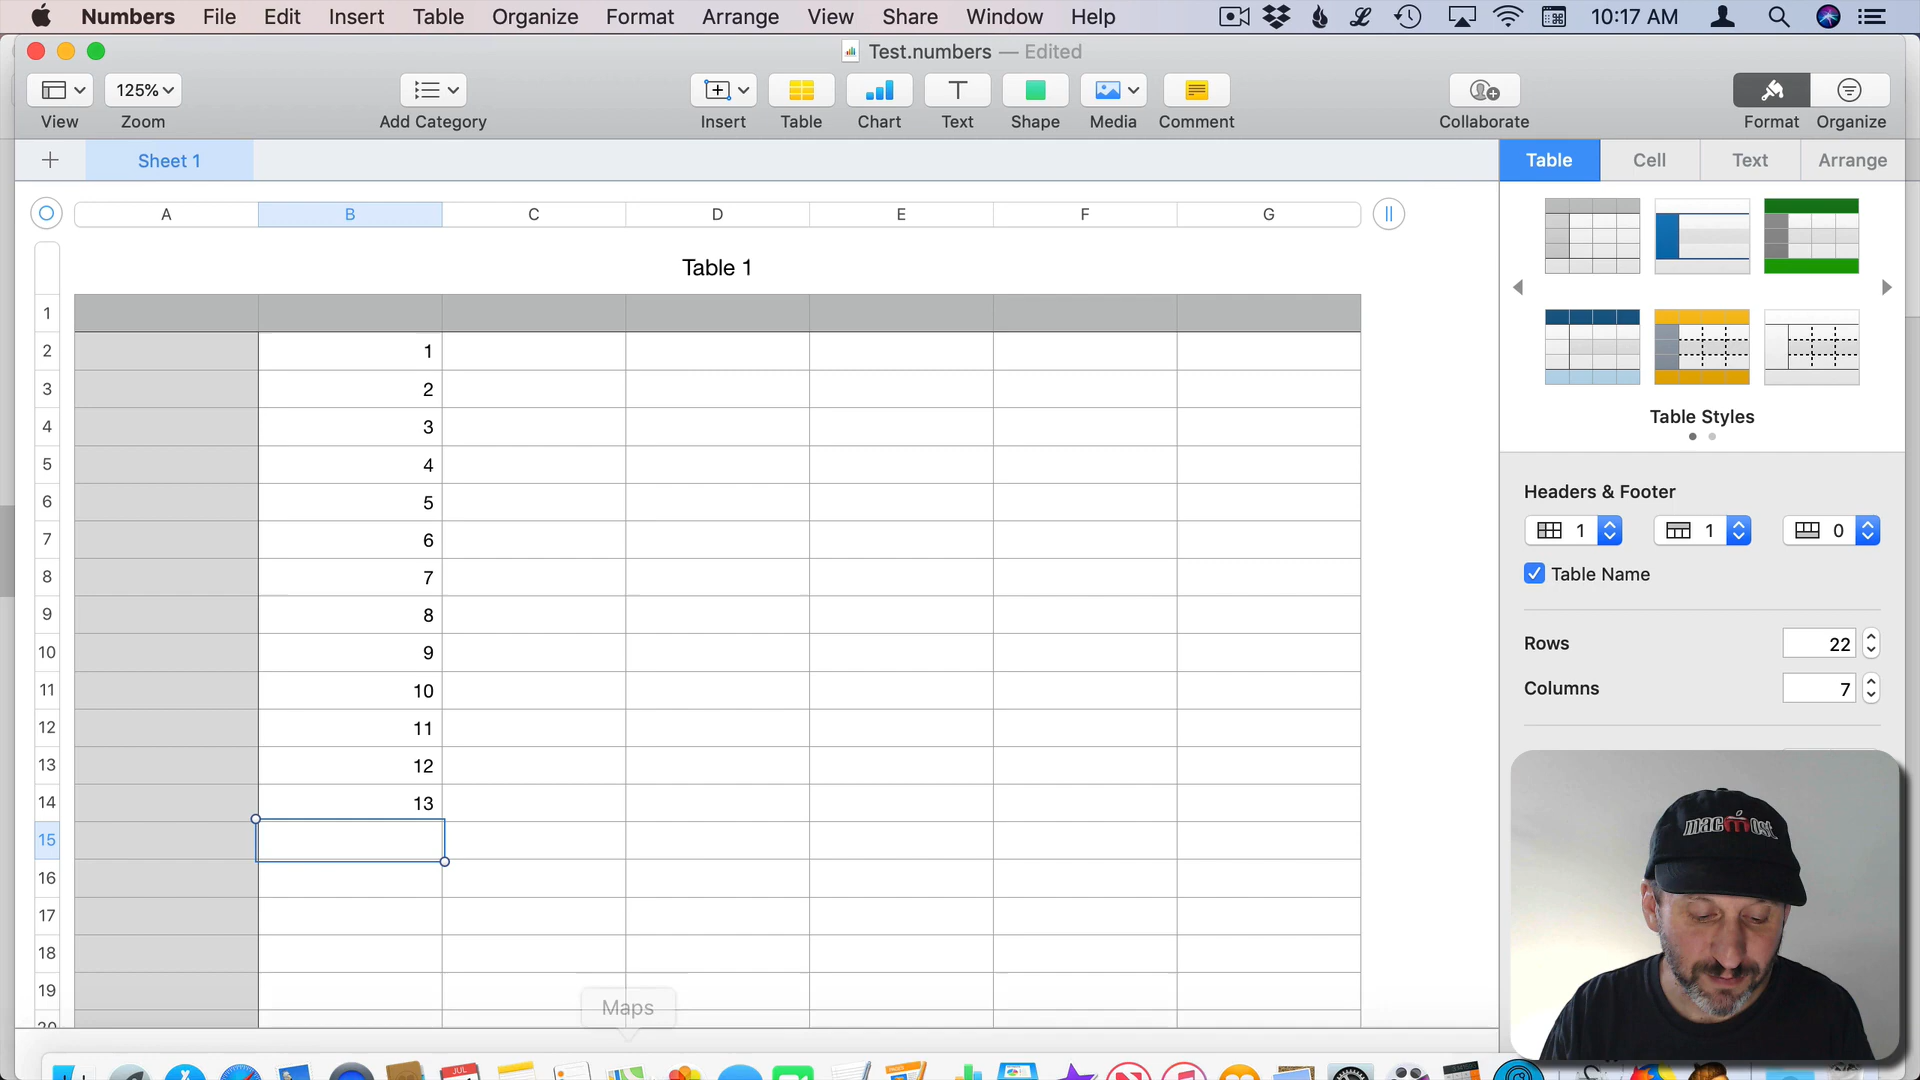 Numbers File Edit Insert Table Organize Format Arrange View Share Window Help 10:17 AM
Test.numbers — Edited
125%
View Zoom Add Category Insert Table Chart Text Shape Media Comment Collaborate Format Organize
Sheet 1
Table Cell Text Arrange
A B C D E F G
Table 1
1
2 1
3 2
4 3
5 4
6 5
7 6
8 7
9 8
10 9
11 10
12 11
13 12
14 13
15
16
17
18
19
20
Table Styles
Headers & Footer
1 1 0
Table Name
Rows 22
Columns 7
macmost
Maps
JUL